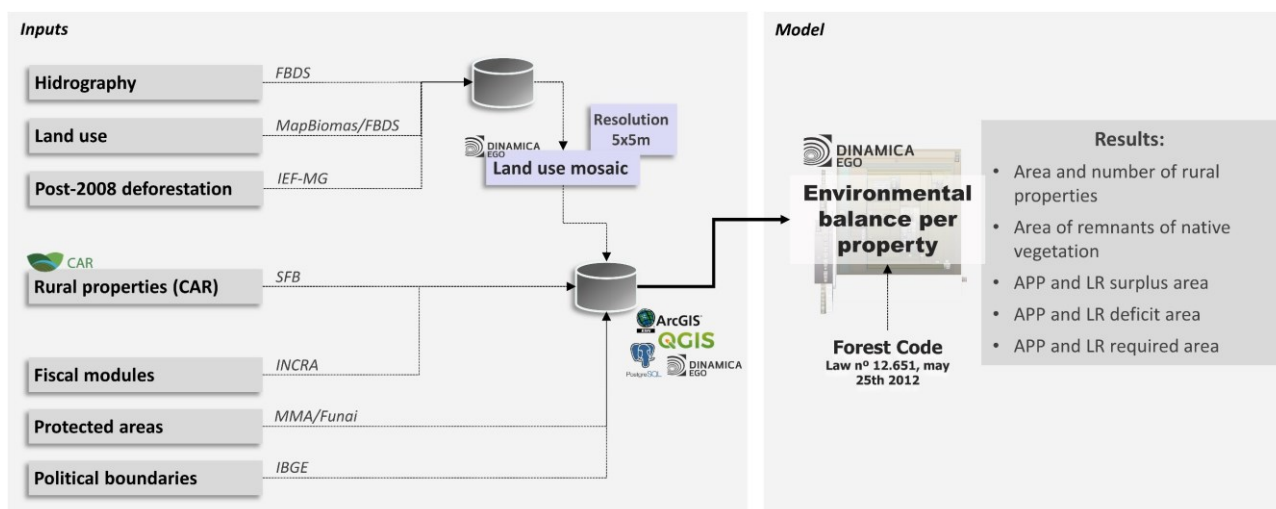 Inputs
Hidrography
FBDS
Land use
MapBiomas/FBDS
Post-2008 deforestation
IEF-MG
DINAMICA
EGO
Resolution
5x5m
Land use mosaic
CAR
Rural properties (CAR)
SFB
Fiscal modules
INCRA
Protected areas
MMA/Funai
Political boundaries
IBGE
ArcGIS
QGIS
PostgreSQL
DINAMICA
EGO
Model
DINAMICA
EGO
Environmental
balance per
property
Forest Code
Law nº 12.651, may
25th 2012
Results:
• Area and number of rural
properties
• Area of remnants of native
vegetation
• APP and LR surplus area
• APP and LR deficit area
• APP and LR required area